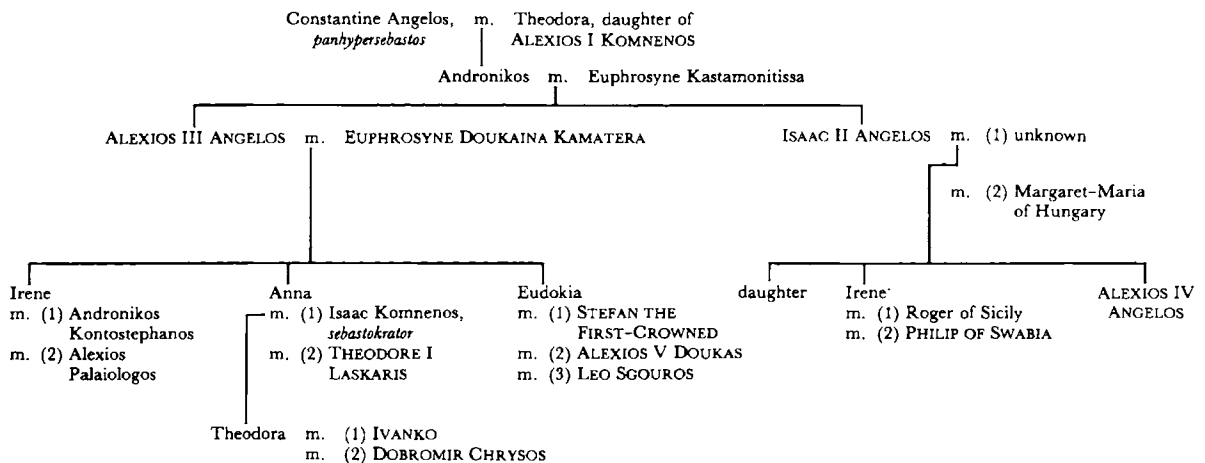 Constantine Angelos, m. Theodora, daughter of
panhypersebastos ALEXIOS I KOMNENOS
Andronikos m. Euphrosyne Kastamonitissa
ALEXIOS III ANGELOS m. EUPHROSYNE DOUKAINA KAMATERA ISAAC II ANGELOS m. (1) unknown
m. (2) Margaret-Maria
of Hungary
Irene Anna Eudokia daughter Irene ALEXIOS IV
m. (1) Andronikos m. (1) Isaac Komnenos, m. (1) STEFAN THE m. (1) Roger of Sicily ANGELOS
Kontostephanos sebastokrator FIRST-CROWNED m. (2) PHILIP OF SWABIA
m. (2) Alexios m. (2) THEODORE I m. (2) ALEXIOS V DOUKAS
Palaiologos LASKARIS m. (3) LEO SGOUROS
Theodora m. (1) IVANKO
m. (2) DOBROMIR CHRYSOS